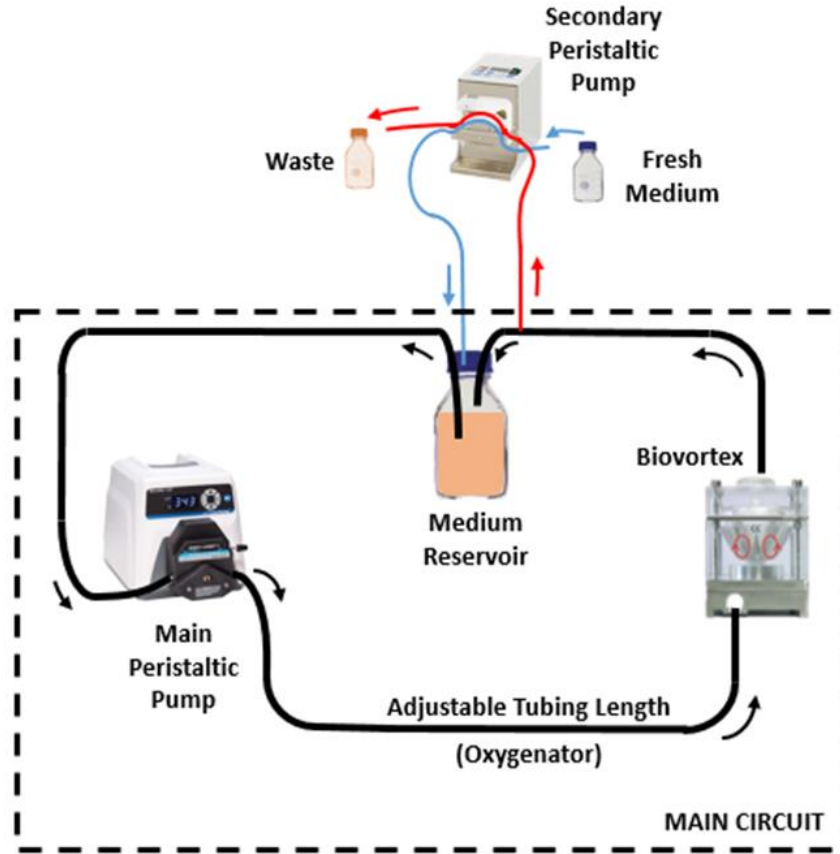 Secondary
Peristaltic
Pump
Waste
Fresh
Medium
Biovortex
Medium
Reservoir
Main
Peristaltic
Pump
Adjustable Tubing Length
(Oxygenator)
MAIN CIRCUIT